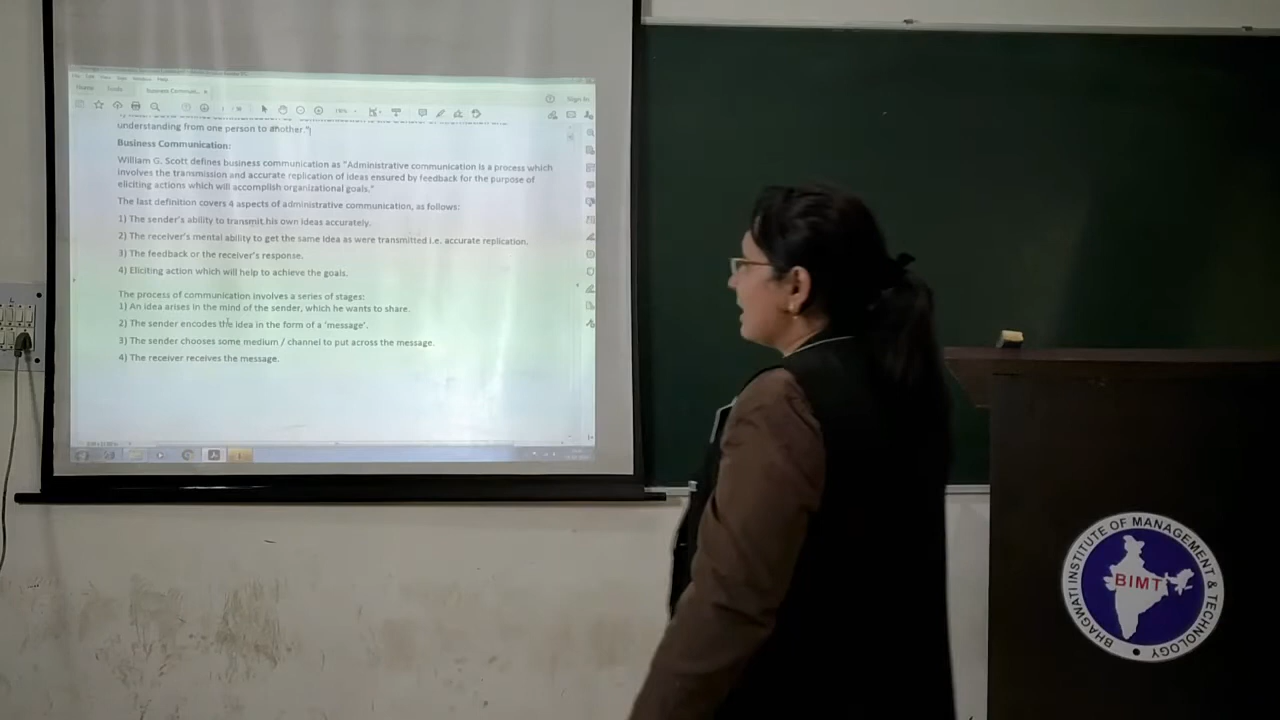 Business Communic...
Sign In
understanding from one person to another."
Business Communication:
William G. Scott defines business communication as "Administrative communication is a process which
involves the transmission and accurate replication of ideas ensured by feedback for the purpose of
eliciting actions which will accomplish organizational goals."
The last definition covers 4 aspects of administrative communication, as follows:
1) The sender's ability to transmit his own ideas accurately.
2) The receiver's mental ability to get the same idea as were transmitted i.e. accurate replication.
3) The feedback or the receiver's response.
4) Eliciting action which will help to achieve the goals.
The process of communication involves a series of stages:
1) An idea arises in the mind of the sender, which he wants to share.
2) The sender encodes the idea in the form of a 'message'.
3) The sender chooses some medium / channel to put across the message.
4) The receiver receives the message.
BHAGWATI INSTITUTE OF MANAGEMENT & TECHNOLOGY
BIMT